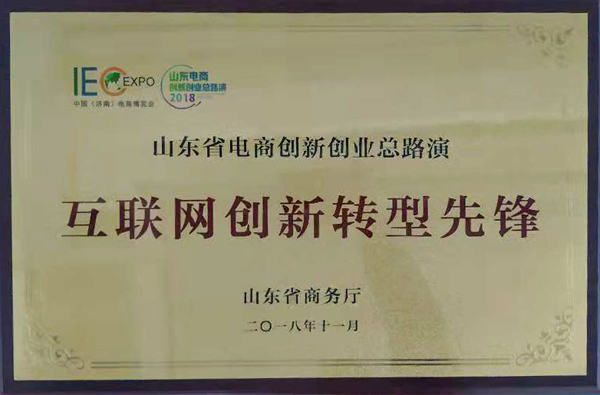 IEC EXPO
中国（济南）电商博览会
山东电商
创新创业总路演
2018
山东省电商创新创业总路演
互联网创新转型先锋
山东省商务厅
二〇一八年十一月